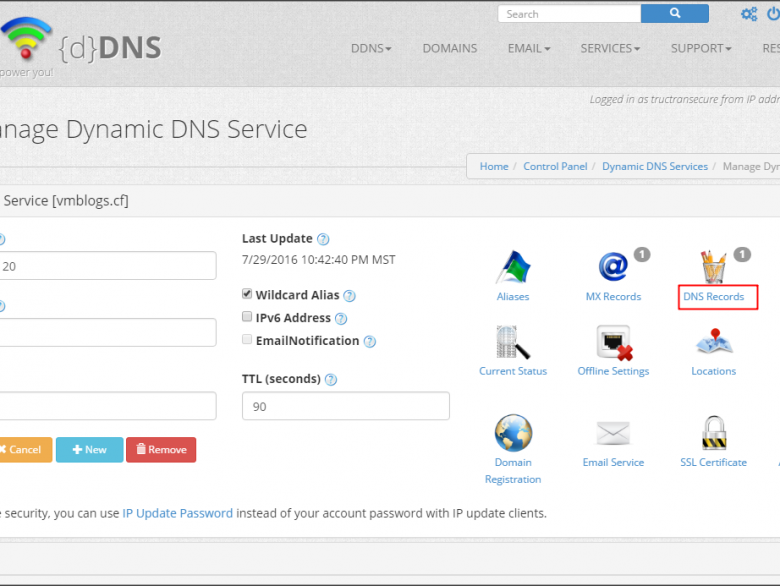 Search
{d}DNS
power you!
DDNS
DOMAINS
EMAIL
SERVICES
SUPPORT
RES
Logged in as tructransecure from IP addr
anage Dynamic DNS Service
Home / Control Panel / Dynamic DNS Services / Manage Dyn
Service [vmblogs.cf]
20
Last Update ?
7/29/2016 10:42:40 PM MST
Wildcard Alias ?
IPv6 Address ?
EmailNotification ?
TTL (seconds) ?
90
Cancel
New
Remove
Aliases
1
MX Records
1
DNS Records
Current Status
Offline Settings
Locations
Domain
Registration
Email Service
SSL Certificate
e security, you can use IP Update Password instead of your account password with IP update clients.